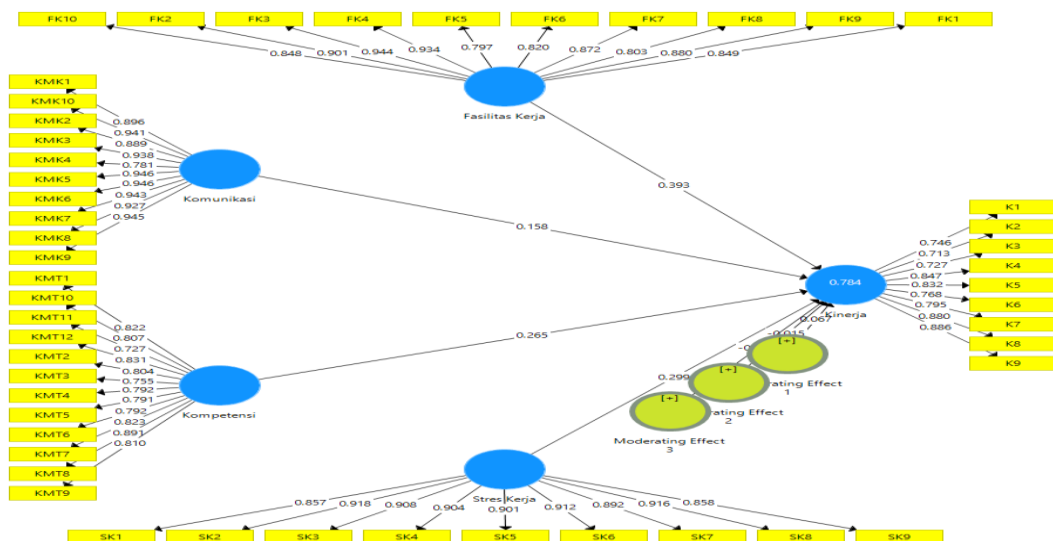 FK10 FK2 FK3 FK4 FK5 FK6 FK7 FK8 FK9 FK1
0.848 0.901 0.944 0.934 0.797 0.820 0.872 0.803 0.880 0.849
Fasilitas Kerja
KMK1
KMK10
KMK2
KMK3
KMK4
KMK5
KMK6
KMK7
KMK8
KMK9
0.896
0.941
0.889
0.938
0.781
0.946
0.946
0.943
0.927
0.945
Komunikasi
0.393
0.158
KMT1
KMT10
KMT11
KMT12
KMT2
KMT3
KMT4
KMT5
KMT6
KMT7
KMT8
KMT9
0.822
0.807
0.727
0.831
0.804
0.755
0.792
0.791
0.792
0.823
0.891
0.810
Kompetensi
0.265
0.784
Kinerja
K1
K2
K3
K4
K5
K6
K7
K8
K9
0.746
0.713
0.727
0.847
0.832
0.768
0.795
0.880
0.886
0.067
-0.015
0.299
[+]
Effect
1
[+]
Effect
2
[+]
Moderating Effect
3
Stres Kerja
0.857 0.918 0.908 0.904 0.901 0.912 0.892 0.916 0.858
SK1 SK2 SK3 SK4 SK5 SK6 SK7 SK8 SK9